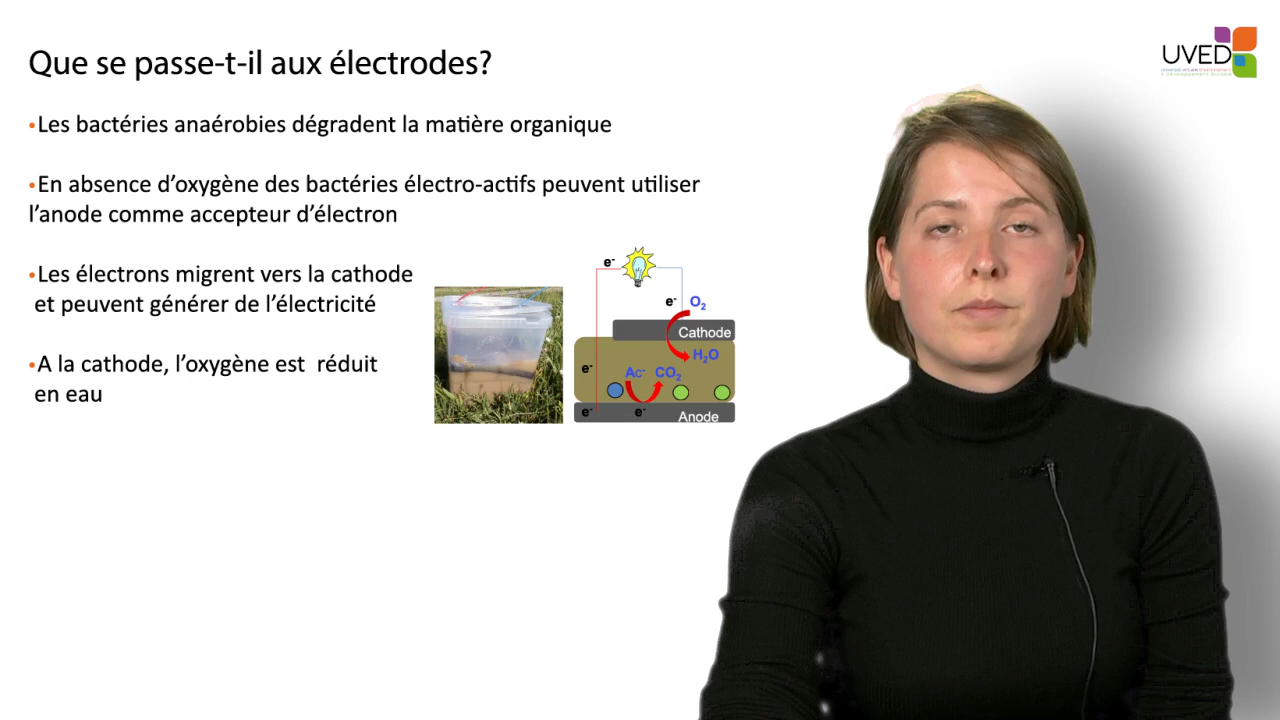 Que se passe-t-il aux électrodes?
UVED
•Les bactéries anaérobies dégradent la matière organique
•En absence d’oxygène des bactéries électro-actifs peuvent utiliser
l’anode comme accepteur d’électron
•Les électrons migrent vers la cathode
et peuvent générer de l’électricité
•A la cathode, l’oxygène est réduit
en eau
e-
e- O2
Cathode
H2O
e-
Ac- CO2
e- e- Anode